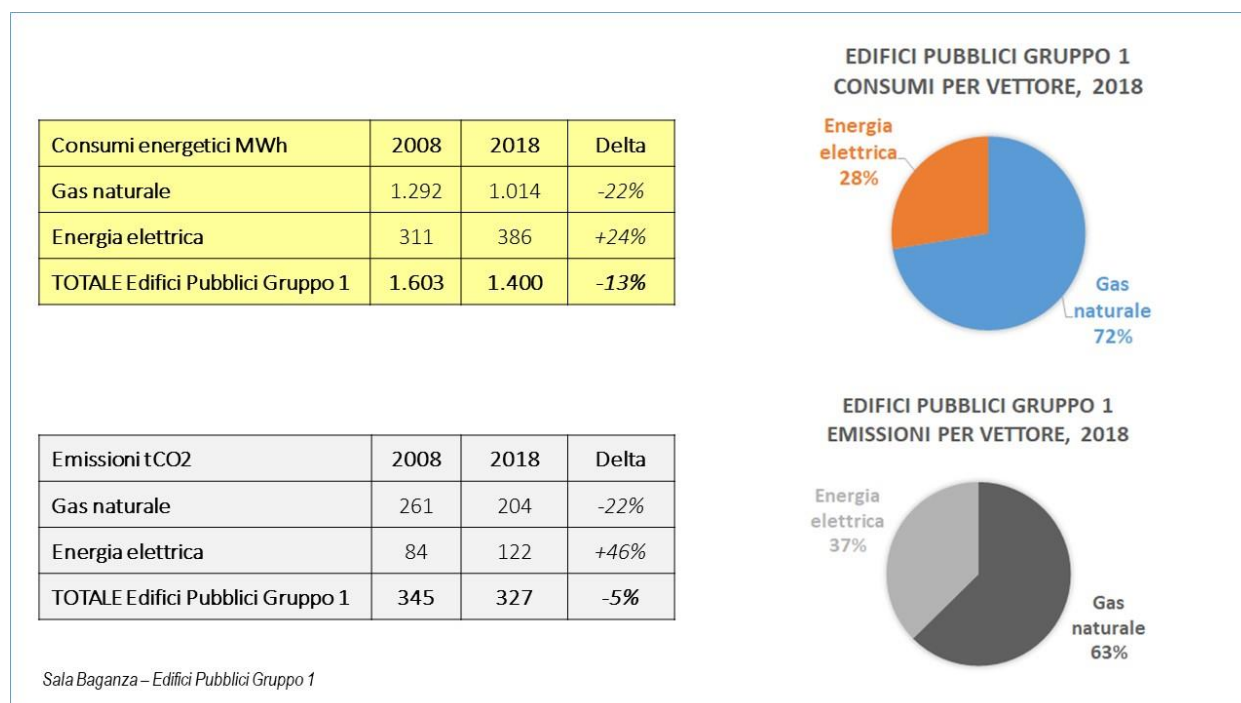 Consumi energetici MWh 2008 2018 Delta
Gas naturale 1.292 1.014 -22%
Energia elettrica 311 386 +24%
TOTALE Edifici Pubblici Gruppo 1 1.603 1.400 -13%
EDIFICI PUBBLICI GRUPPO 1
CONSUMI PER VETTORE, 2018
Energia
elettrica
28%
Gas
naturale
72%
Emissioni tCO2 2008 2018 Delta
Gas naturale 261 204 -22%
Energia elettrica 84 122 +46%
TOTALE Edifici Pubblici Gruppo 1 345 327 -5%
EDIFICI PUBBLICI GRUPPO 1
EMISSIONI PER VETTORE, 2018
Energia
elettrica
37%
Gas
naturale
63%
Sala Baganza – Edifici Pubblici Gruppo 1